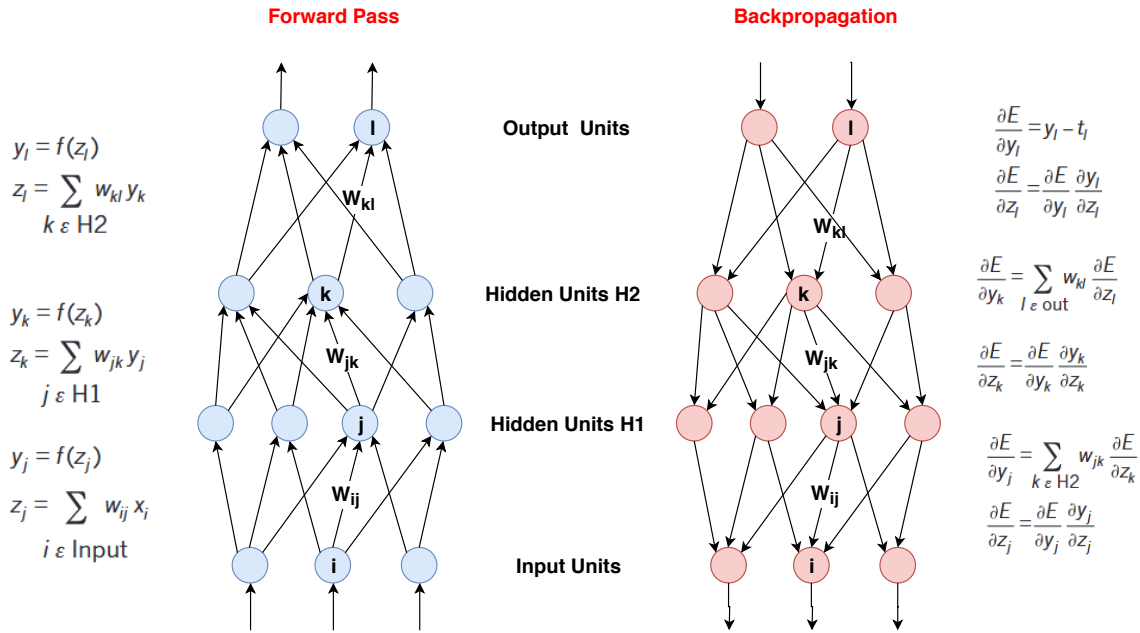 Forward Pass
Backpropagation
l
Output Units
l
y_l = f(z_l)
z_l = ∑ w_kl y_k
k ε H2
W_kl
∂E/∂y_l = y_l − t_l
∂E/∂z_l = ∂E/∂y_l ∂y_l/∂z_l
W_kl
k
Hidden Units H2
k
∂E/∂y_k = ∑ w_kl ∂E/∂z_l
l ε out
y_k = f(z_k)
z_k = ∑ w_jk y_j
j ε H1
W_jk
W_jk
∂E/∂z_k = ∂E/∂y_k ∂y_k/∂z_k
j
Hidden Units H1
j
y_j = f(z_j)
z_j = ∑ w_ij x_i
i ε Input
W_ij
W_ij
∂E/∂y_j = ∑ w_jk ∂E/∂z_k
k ε H2
∂E/∂z_j = ∂E/∂y_j ∂y_j/∂z_j
i
Input Units
i